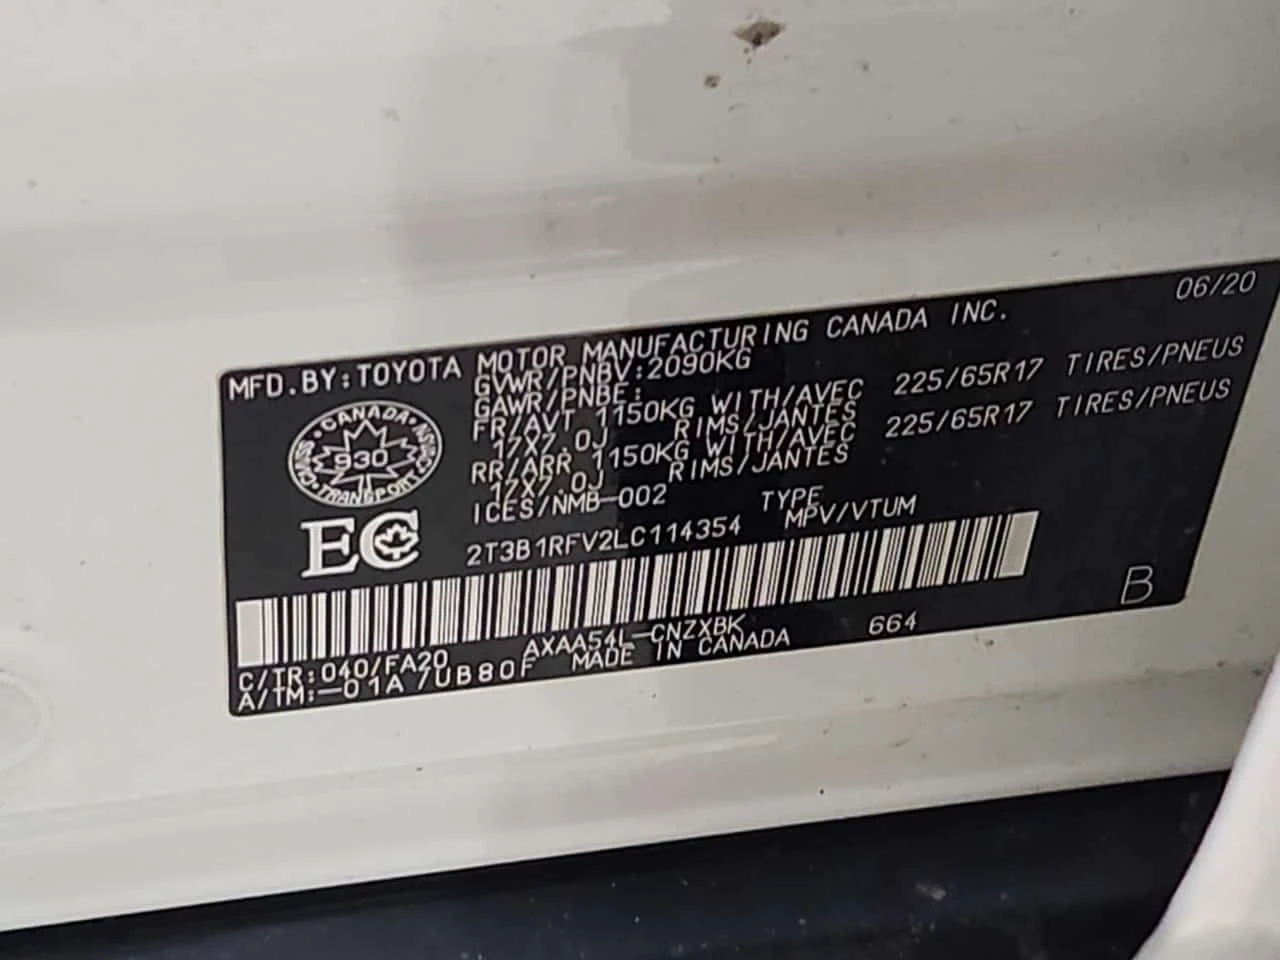 06/20
MFD.BY:TOYOTA MOTOR MANUFACTURING CANADA INC.
GVWR/PNBV:2090KG
GAWR/PNBE:
FR/AVT 1150KG WITH/AVEC 225/65R17 TIRES/PNEUS
17X7.0J RIMS/JANTES
RR/ARR 1150KG WITH/AVEC 225/65R17 TIRES/PNEUS
17X7.0J RIMS/JANTES
ICES/NMB-002
CANADA
930
TRANSPORT
EC
TYPE
2T3B1RFV2LC114354 MPV/VTUM
B
AXAA54L-CNZXBK 664
C/TR:040/FA20 MADE IN CANADA
A/TM:-01A/UB80F